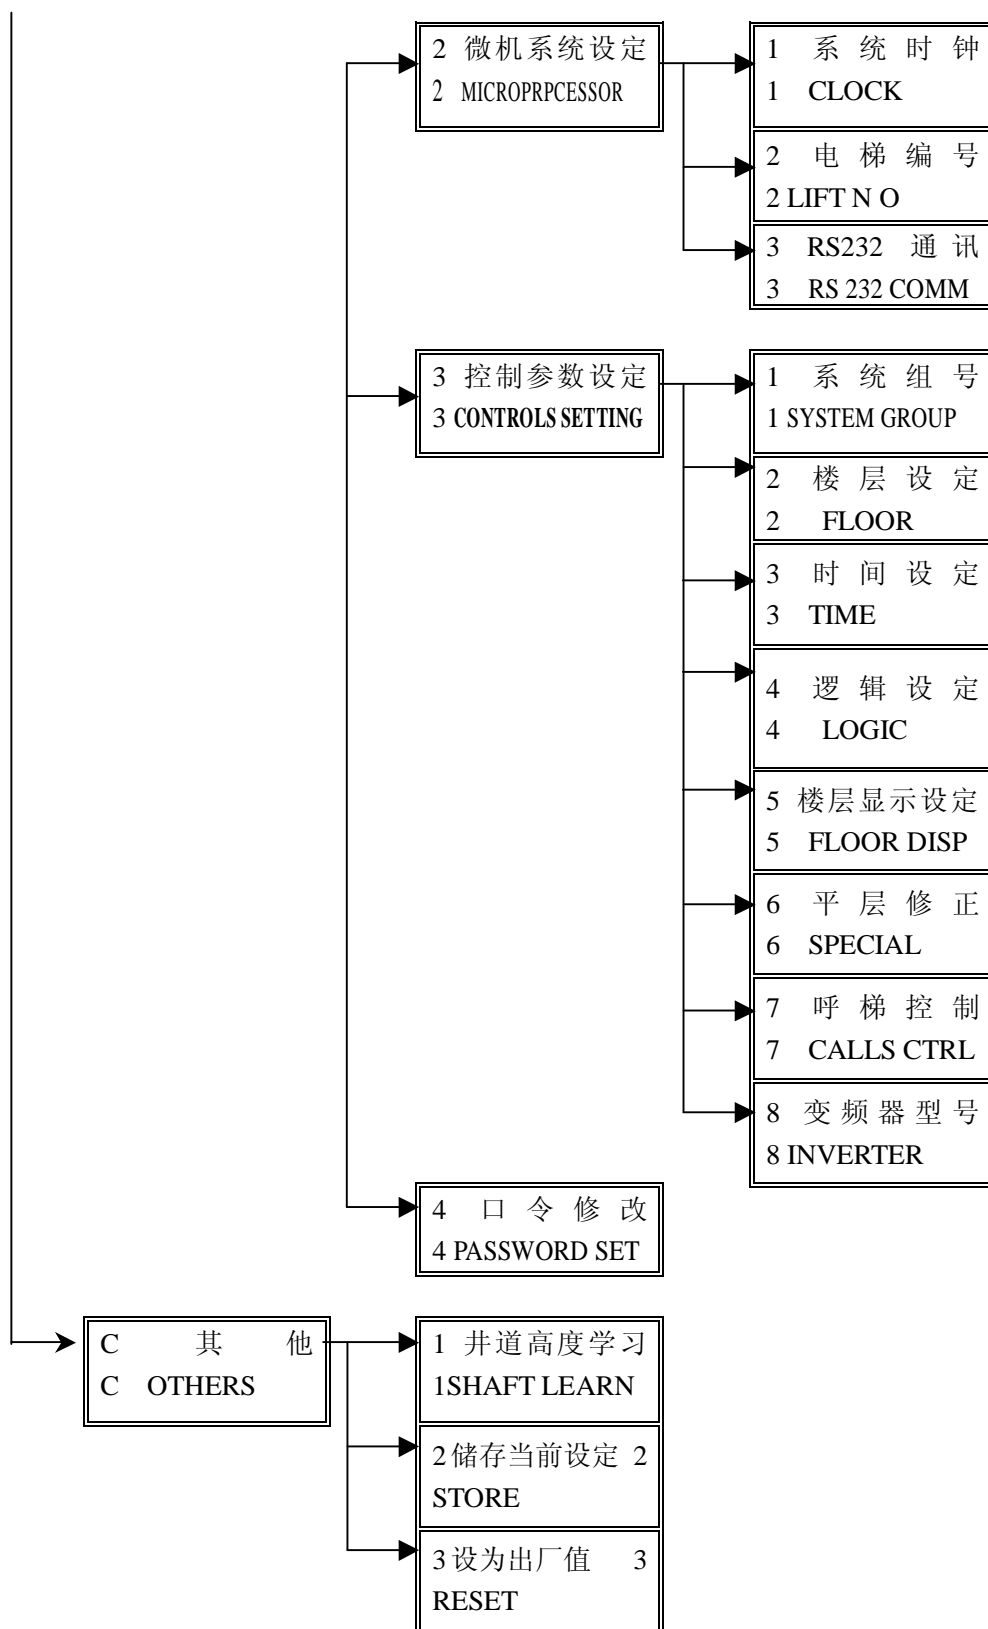 2 微机系统设定
2 MICROPRPCESSOR
1 系统时钟
1 CLOCK
2 电梯编号
2 LIFT N O
3 RS232 通讯
3 RS 232 COMM
3 控制参数设定
3 CONTROLS SETTING
1 系统组号
1 SYSTEM GROUP
2 楼层设定
2 FLOOR
3 时间设定
3 TIME
4 逻辑设定
4 LOGIC
5 楼层显示设定
5 FLOOR DISP
6 平层修正
6 SPECIAL
7 呼梯控制
7 CALLS CTRL
8 变频器型号
8 INVERTER
4 口令修改
4 PASSWORD SET
C 其他
C OTHERS
1 井道高度学习
1SHAFT LEARN
2储存当前设定 2
STORE
3设为出厂值 3
RESET